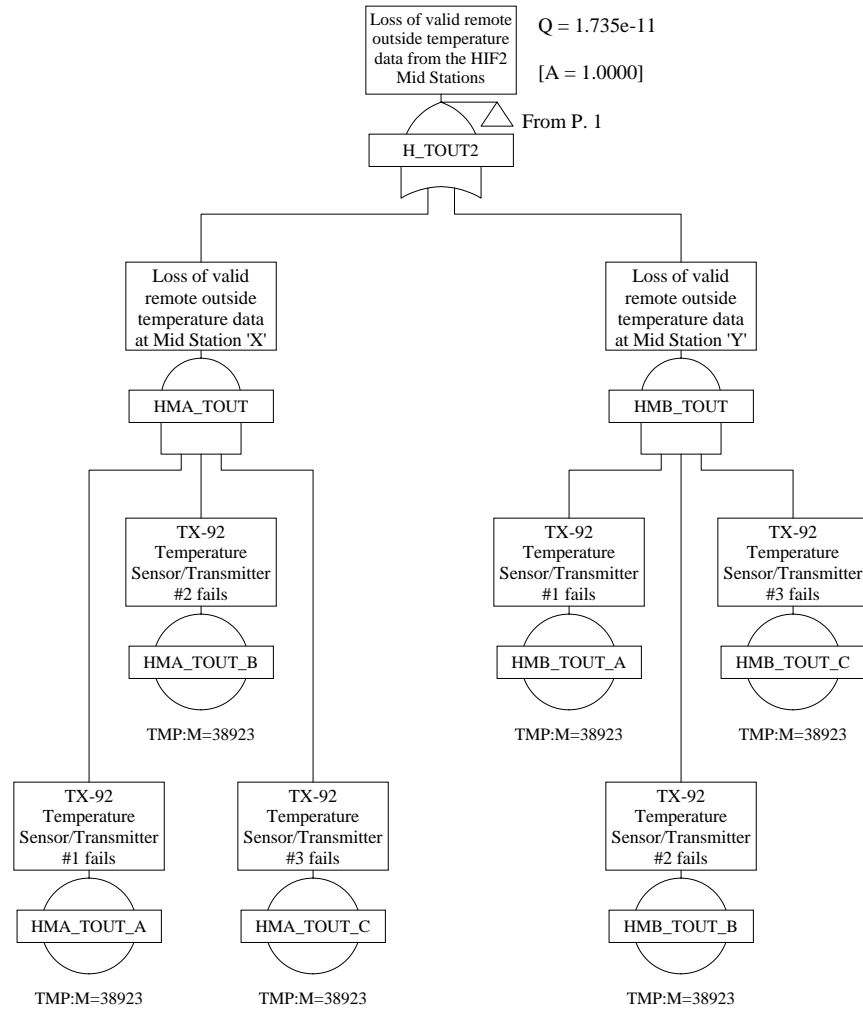 Loss of valid remote
outside temperature
data from the HIF2
Mid Stations
Q = 1.735e-11
[A = 1.0000]
From P. 1
H_TOUT2
Loss of valid
remote outside
temperature data
at Mid Station 'X'
HMA_TOUT
Loss of valid
remote outside
temperature data
at Mid Station 'Y'
HMB_TOUT
TX-92
Temperature
Sensor/Transmitter
#2 fails
HMA_TOUT_B
TMP:M=38923
TX-92
Temperature
Sensor/Transmitter
#1 fails
HMB_TOUT_A
TMP:M=38923
TX-92
Temperature
Sensor/Transmitter
#3 fails
HMB_TOUT_C
TMP:M=38923
TX-92
Temperature
Sensor/Transmitter
#1 fails
HMA_TOUT_A
TMP:M=38923
TX-92
Temperature
Sensor/Transmitter
#3 fails
HMA_TOUT_C
TMP:M=38923
TX-92
Temperature
Sensor/Transmitter
#2 fails
HMB_TOUT_B
TMP:M=38923